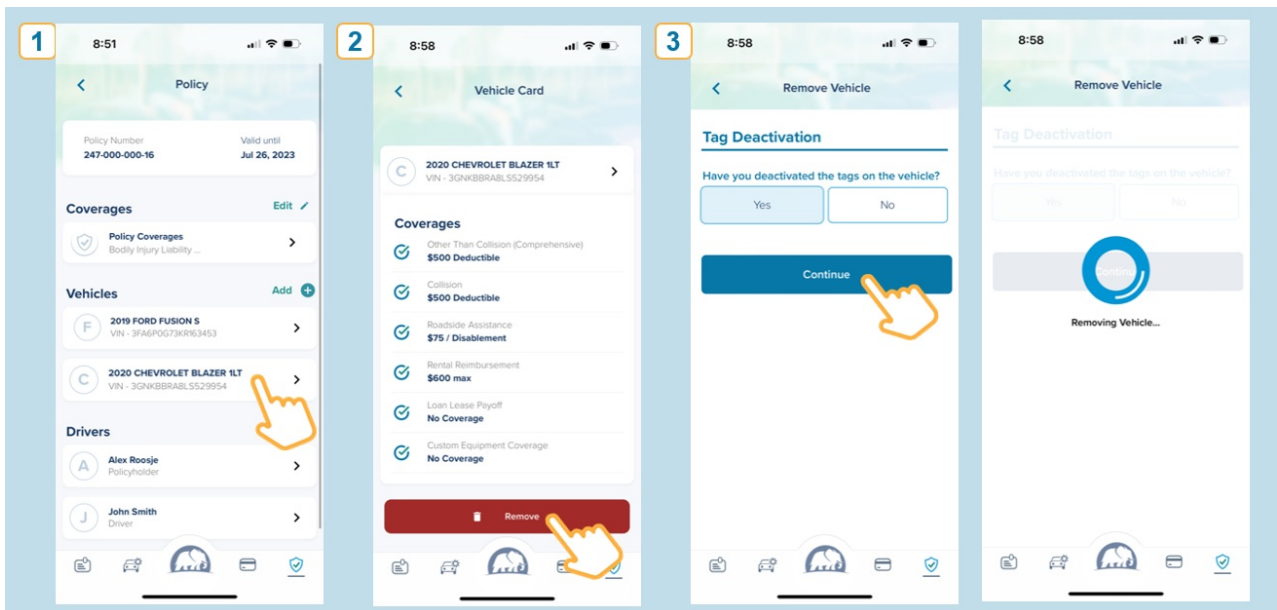 1
8:51
Policy
Policy Number
Valid until
247-000-000-16
Jul 26, 2023
Coverages
Edit
Policy Coverages
Bodily Injury Liability ...
Vehicles
Add
F
2019 FORD FUSION S
VIN - 3FA6P0G73KR163453
C
2020 CHEVROLET BLAZER 1LT
VIN - 3GNKBBRA8LS529954
Drivers
A
Alex Roosje
Policyholder
J
John Smith
Driver
2
8:58
Vehicle Card
C
2020 CHEVROLET BLAZER 1LT
VIN - 3GNKBBRA8LS529954
Coverages
Other Than Collision (Comprehensive)
$500 Deductible
Collision
$500 Deductible
Roadside Assistance
$75 / Disablement
Rental Reimbursement
$600 max
Loan Lease Payoff
No Coverage
Custom Equipment Coverage
No Coverage
Remove
3
8:58
Remove Vehicle
Tag Deactivation
Have you deactivated the tags on the vehicle?
Yes
No
Continue
8:58
Remove Vehicle
Tag Deactivation
Have you deactivated the tags on the vehicle?
Yes
No
Continue
Removing Vehicle...